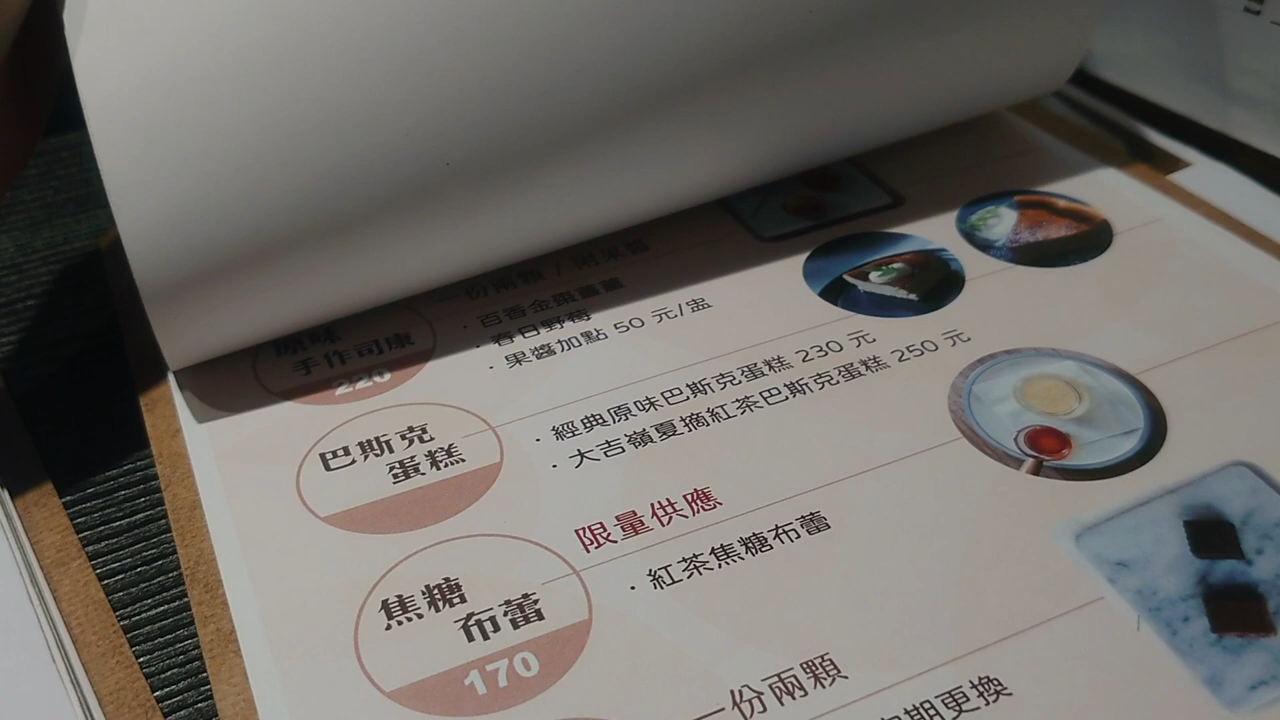 原味
手作司康
220
一份兩顆 / 附果醬
· 百香金棗薑薑
· 春日野莓
· 果醬加點 50 元/盅
巴斯克
蛋糕
· 經典原味巴斯克蛋糕 230 元
· 大吉嶺夏摘紅茶巴斯克蛋糕 250 元
焦糖
布蕾
170
限量供應
· 紅茶焦糖布蕾
一份兩顆
期更換